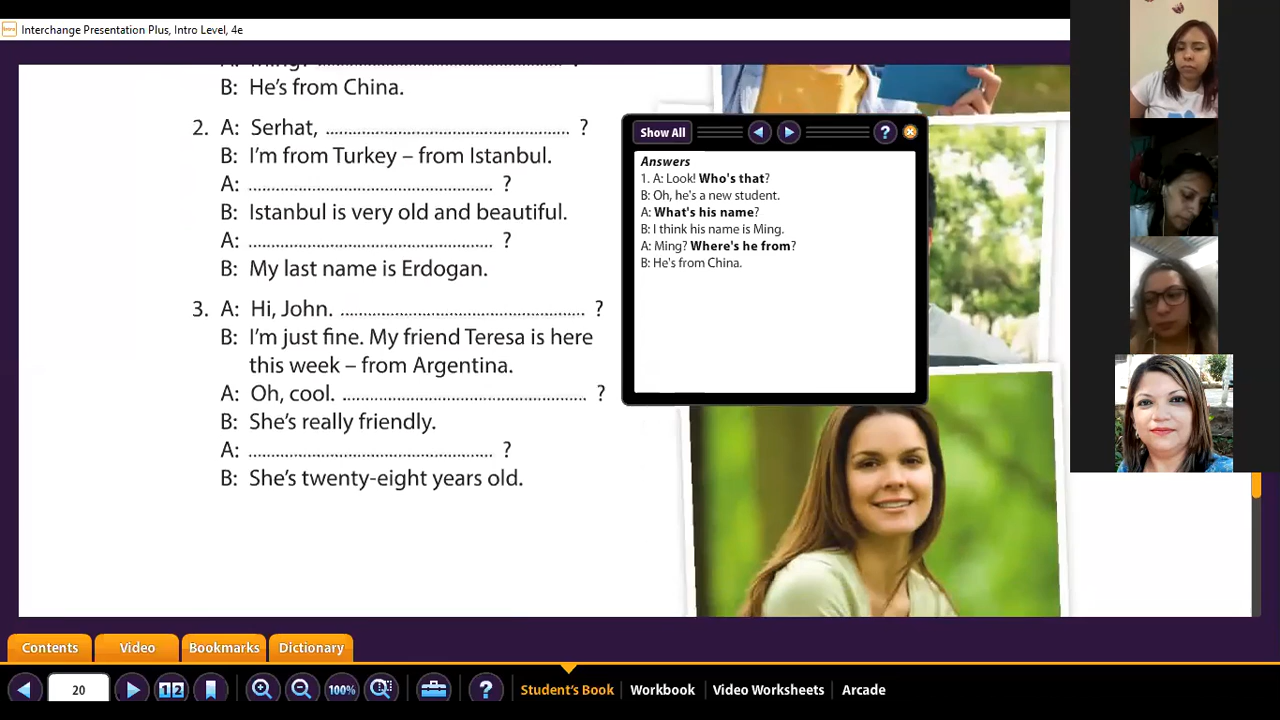 Interchange Presentation Plus, Intro Level, 4e
B: He's from China.
2. A: Serhat, ................................................ ?
B: I'm from Turkey – from Istanbul.
A: ................................................ ?
B: Istanbul is very old and beautiful.
A: ................................................ ?
B: My last name is Erdogan.
3. A: Hi, John. ................................................ ?
B: I'm just fine. My friend Teresa is here
this week – from Argentina.
A: Oh, cool. ................................................ ?
B: She's really friendly.
A: ................................................ ?
B: She's twenty-eight years old.
Show All
?
Answers
1. A: Look! Who's that?
B: Oh, he's a new student.
A: What's his name?
B: I think his name is Ming.
A: Ming? Where's he from?
B: He's from China.
Contents Video Bookmarks Dictionary
20 12 100% ? Student's Book Workbook Video Worksheets Arcade